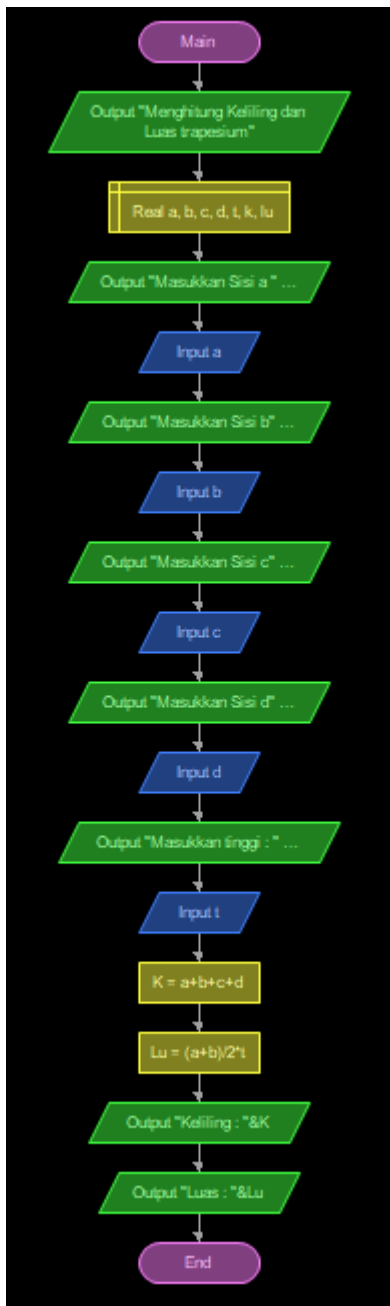 Main
Output "Menghitung Keliling dan
Luas trapesium"
Real a, b, c, d, t, k, lu
Output "Masukkan Sisi a " ...
Input a
Output "Masukkan Sisi b" ...
Input b
Output "Masukkan Sisi c" ...
Input c
Output "Masukkan Sisi d" ...
Input d
Output "Masukkan tinggi : " ...
Input t
K = a+b+c+d
Lu = (a+b)/2*t
Output "Keliling : "&K
Output "Luas : "&Lu
End